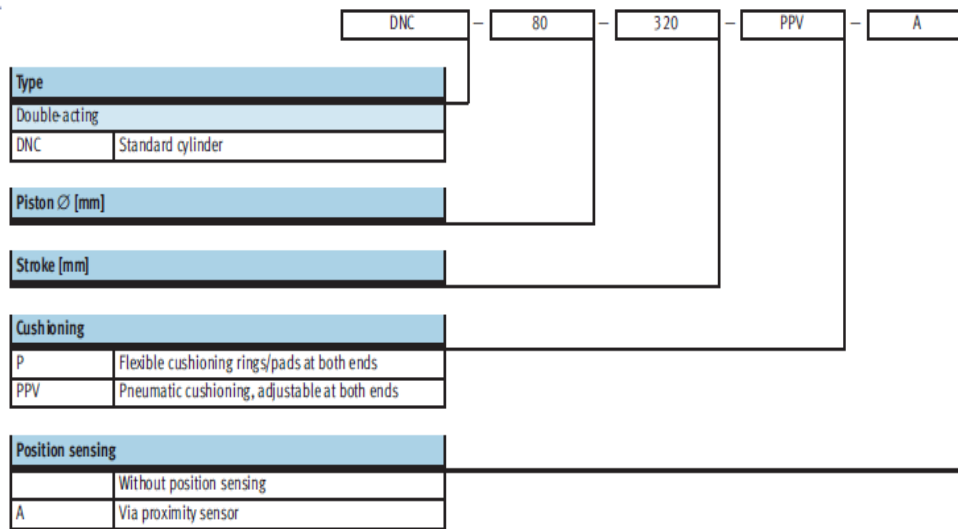 DNC – 80 – 320 – PPV – A
Type
Double-acting
DNC Standard cylinder
Piston ∅ [mm]
Stroke [mm]
Cushioning
P Flexible cushioning rings/pads at both ends
PPV Pneumatic cushioning, adjustable at both ends
Position sensing
Without position sensing
A Via proximity sensor